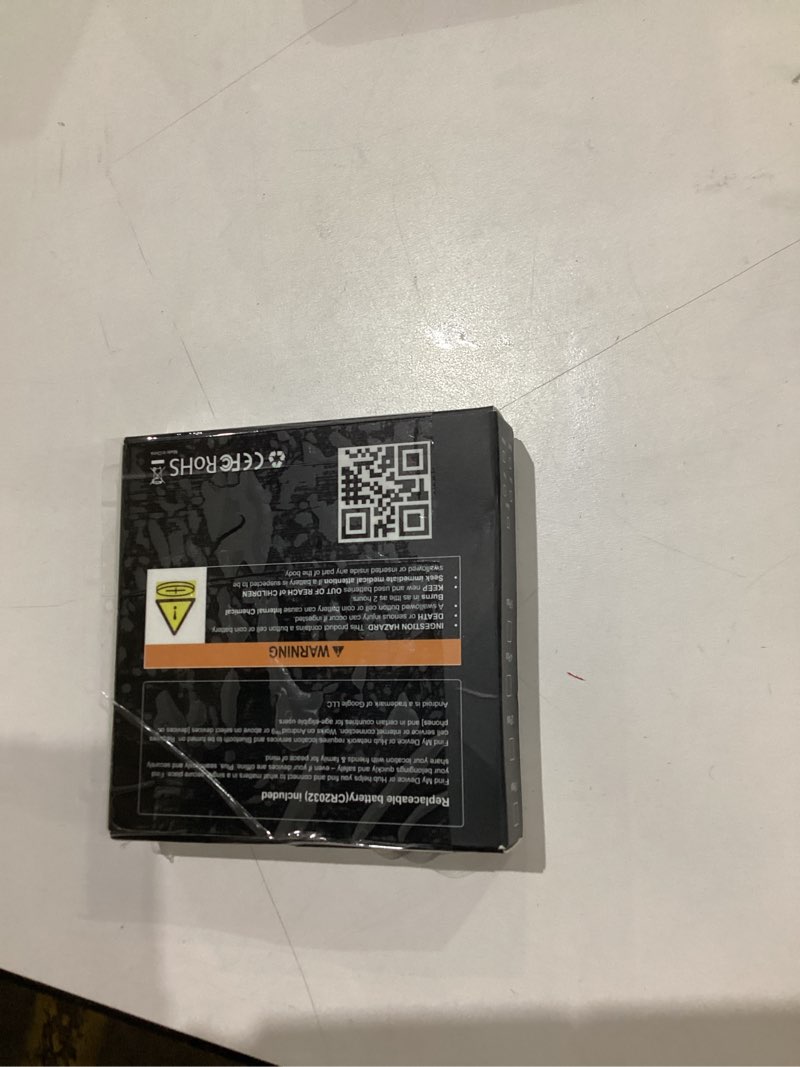 Replaceable battery(CR2032) included
Find My Device or Hub helps you find and connect to what matters in a single, secure place. Find
your belongings quickly and safely – even if your devices are offline. Plus, seamlessly and securely
share your location with friends & family for peace of mind
Find My Device or Hub network requires location services and Bluetooth to be turned on. Requires
cell service or internet connection. Works on Android™9 or above on select devices [devices on
phones] and in certain countries for age-eligible users
Android is a trademark of Google LLC
WARNING
• INGESTION HAZARD: This product contains a button cell or coin battery.
• DEATH or serious injury can occur if ingested.
• A swallowed button cell or coin battery can cause Internal Chemical
Burns in as little as 2 hours.
• KEEP new and used batteries OUT OF REACH of CHILDREN
• Seek immediate medical attention if a battery is suspected to be
swallowed or inserted inside any part of the body.
CE FC RoHS
Made in China